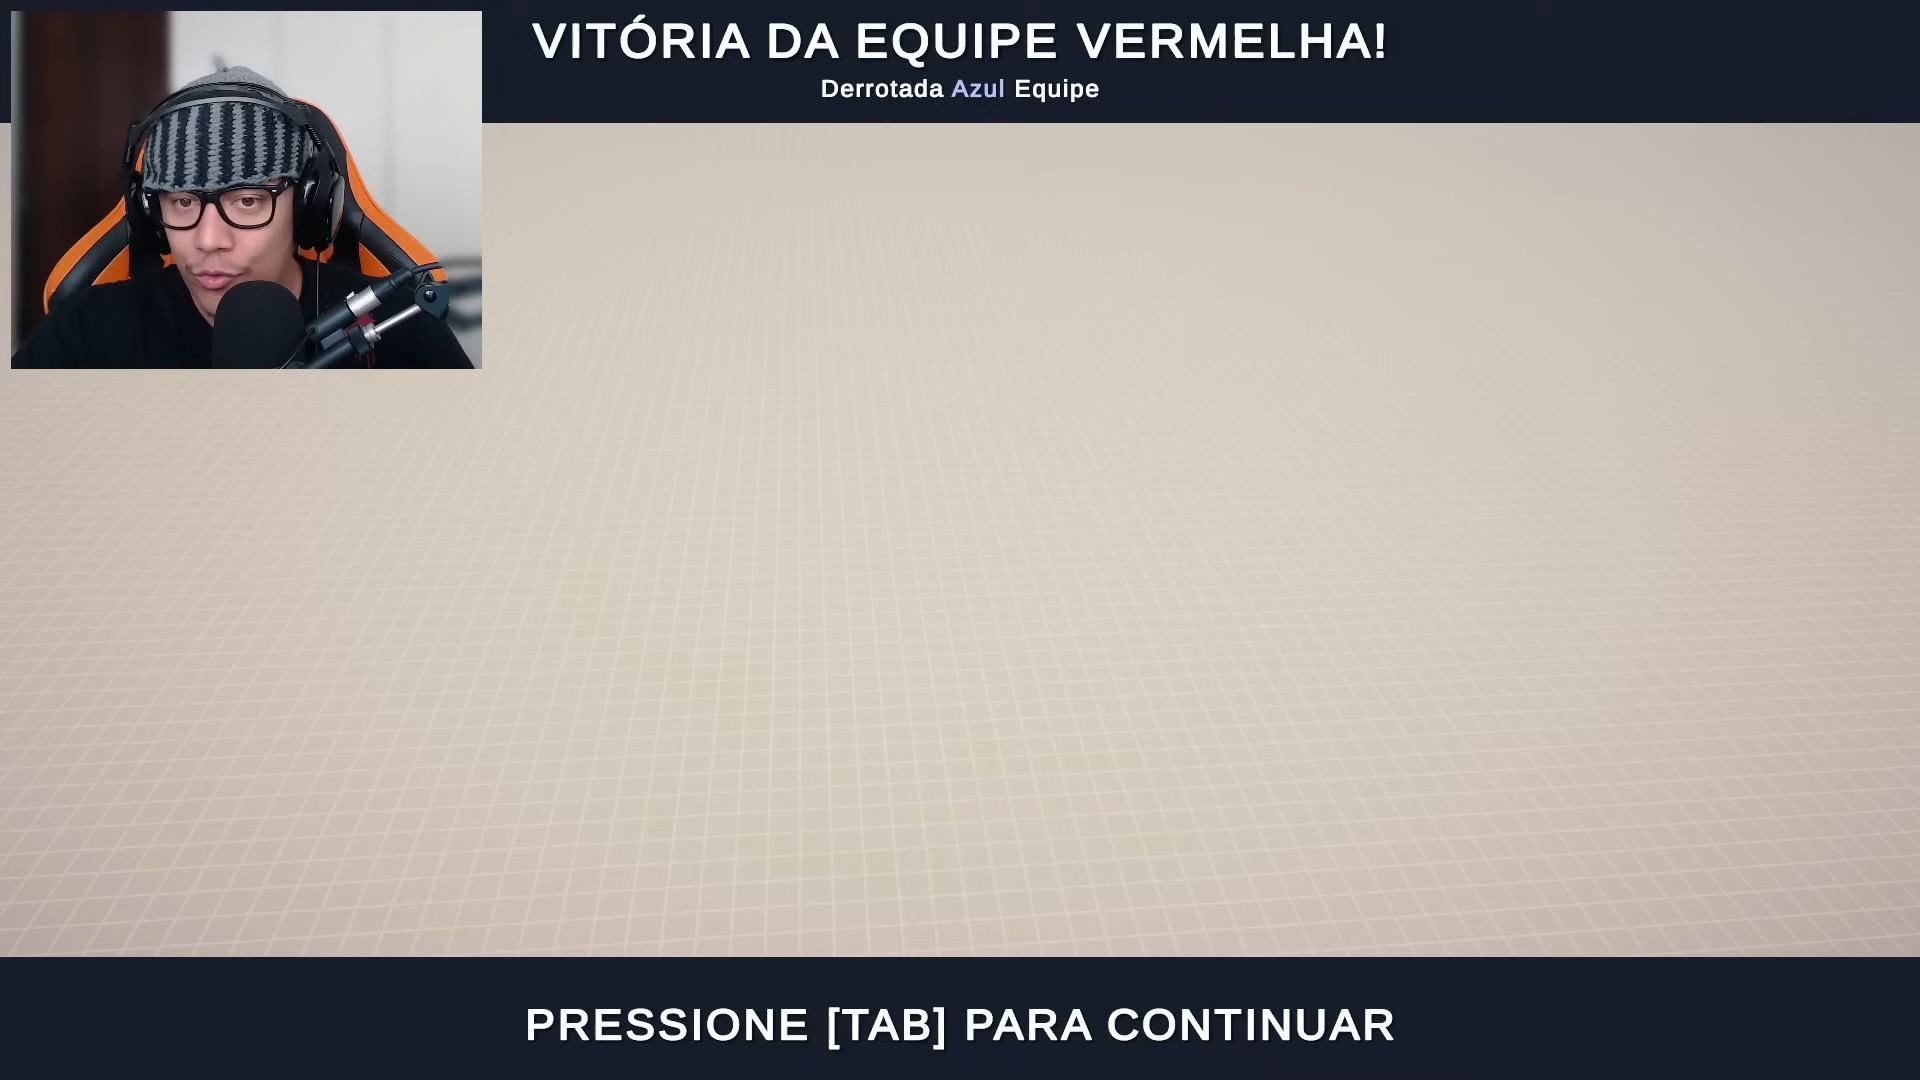 VITÓRIA DA EQUIPE VERMELHA!
Derrotada Azul Equipe
PRESSIONE [TAB] PARA CONTINUAR